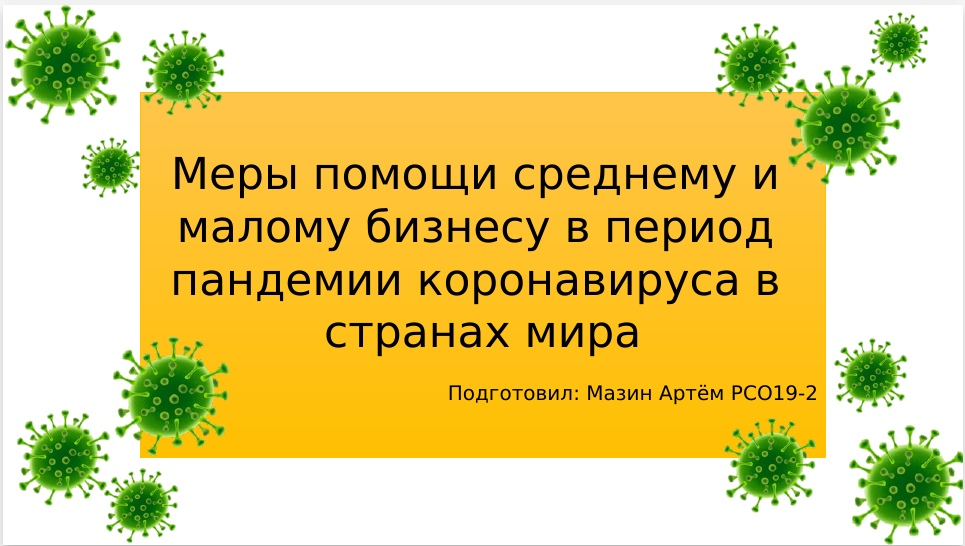 Меры помощи среднему и
малому бизнесу в период
пандемии коронавируса в
странах мира
Подготовил: Мазин Артём РСО19-2